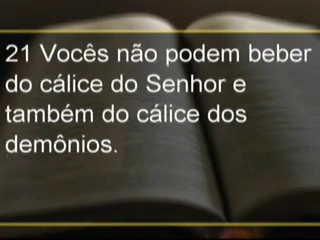 21 Vocês não podem beber
do cálice do Senhor e
também do cálice dos
demônios.